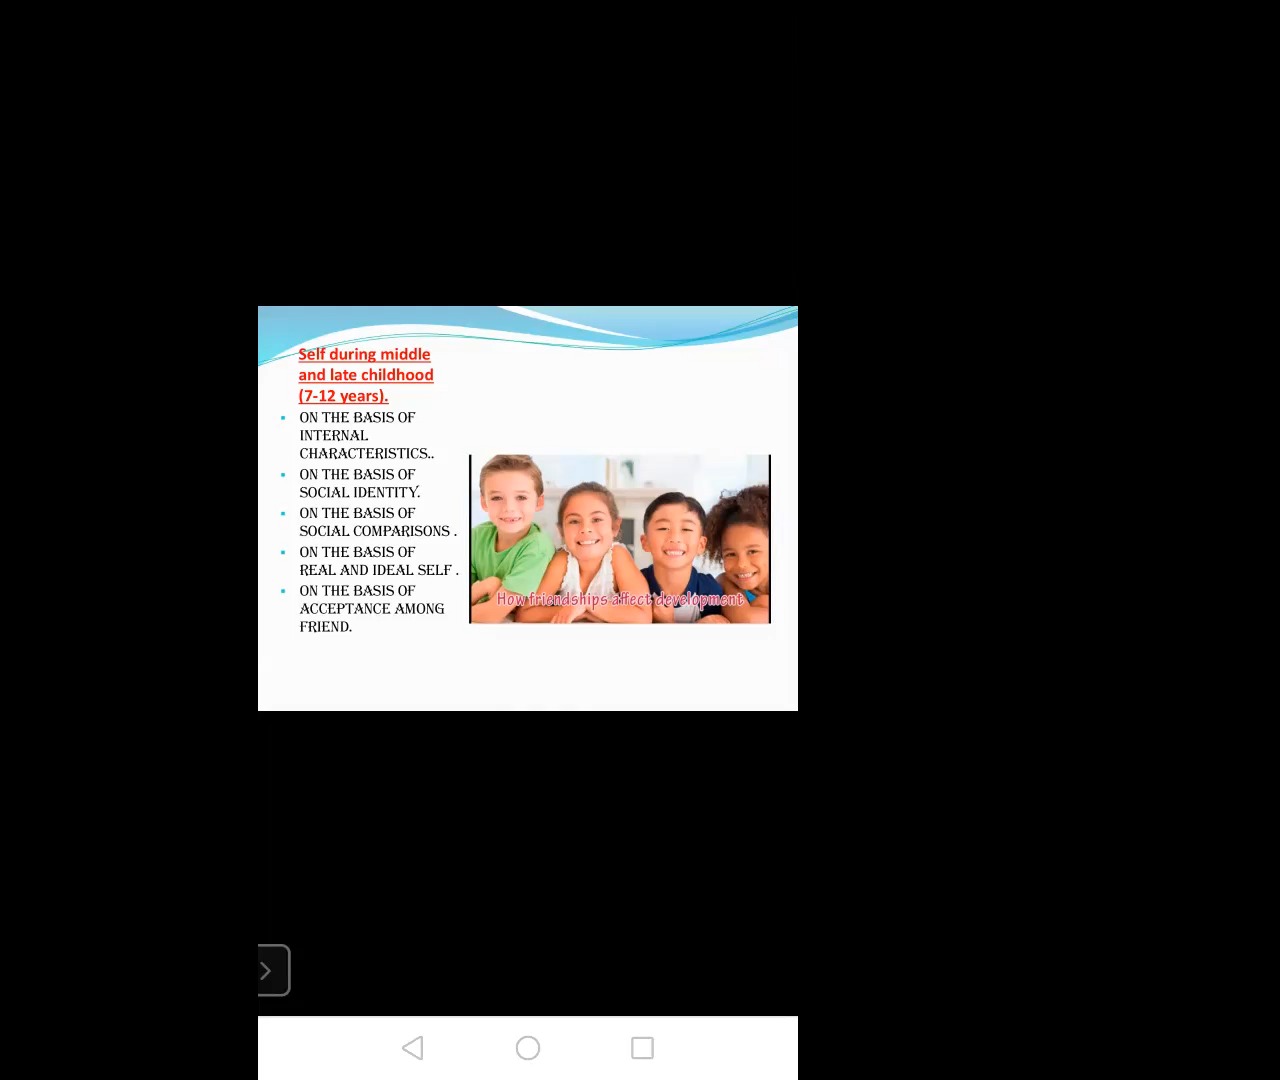 Self during middle
and late childhood
(7-12 years).
▪ ON THE BASIS OF
INTERNAL
CHARACTERISTICS..
▪ ON THE BASIS OF
SOCIAL IDENTITY.
▪ ON THE BASIS OF
SOCIAL COMPARISONS .
▪ ON THE BASIS OF
REAL AND IDEAL SELF .
▪ ON THE BASIS OF
ACCEPTANCE AMONG
FRIEND.
How friendships affect development